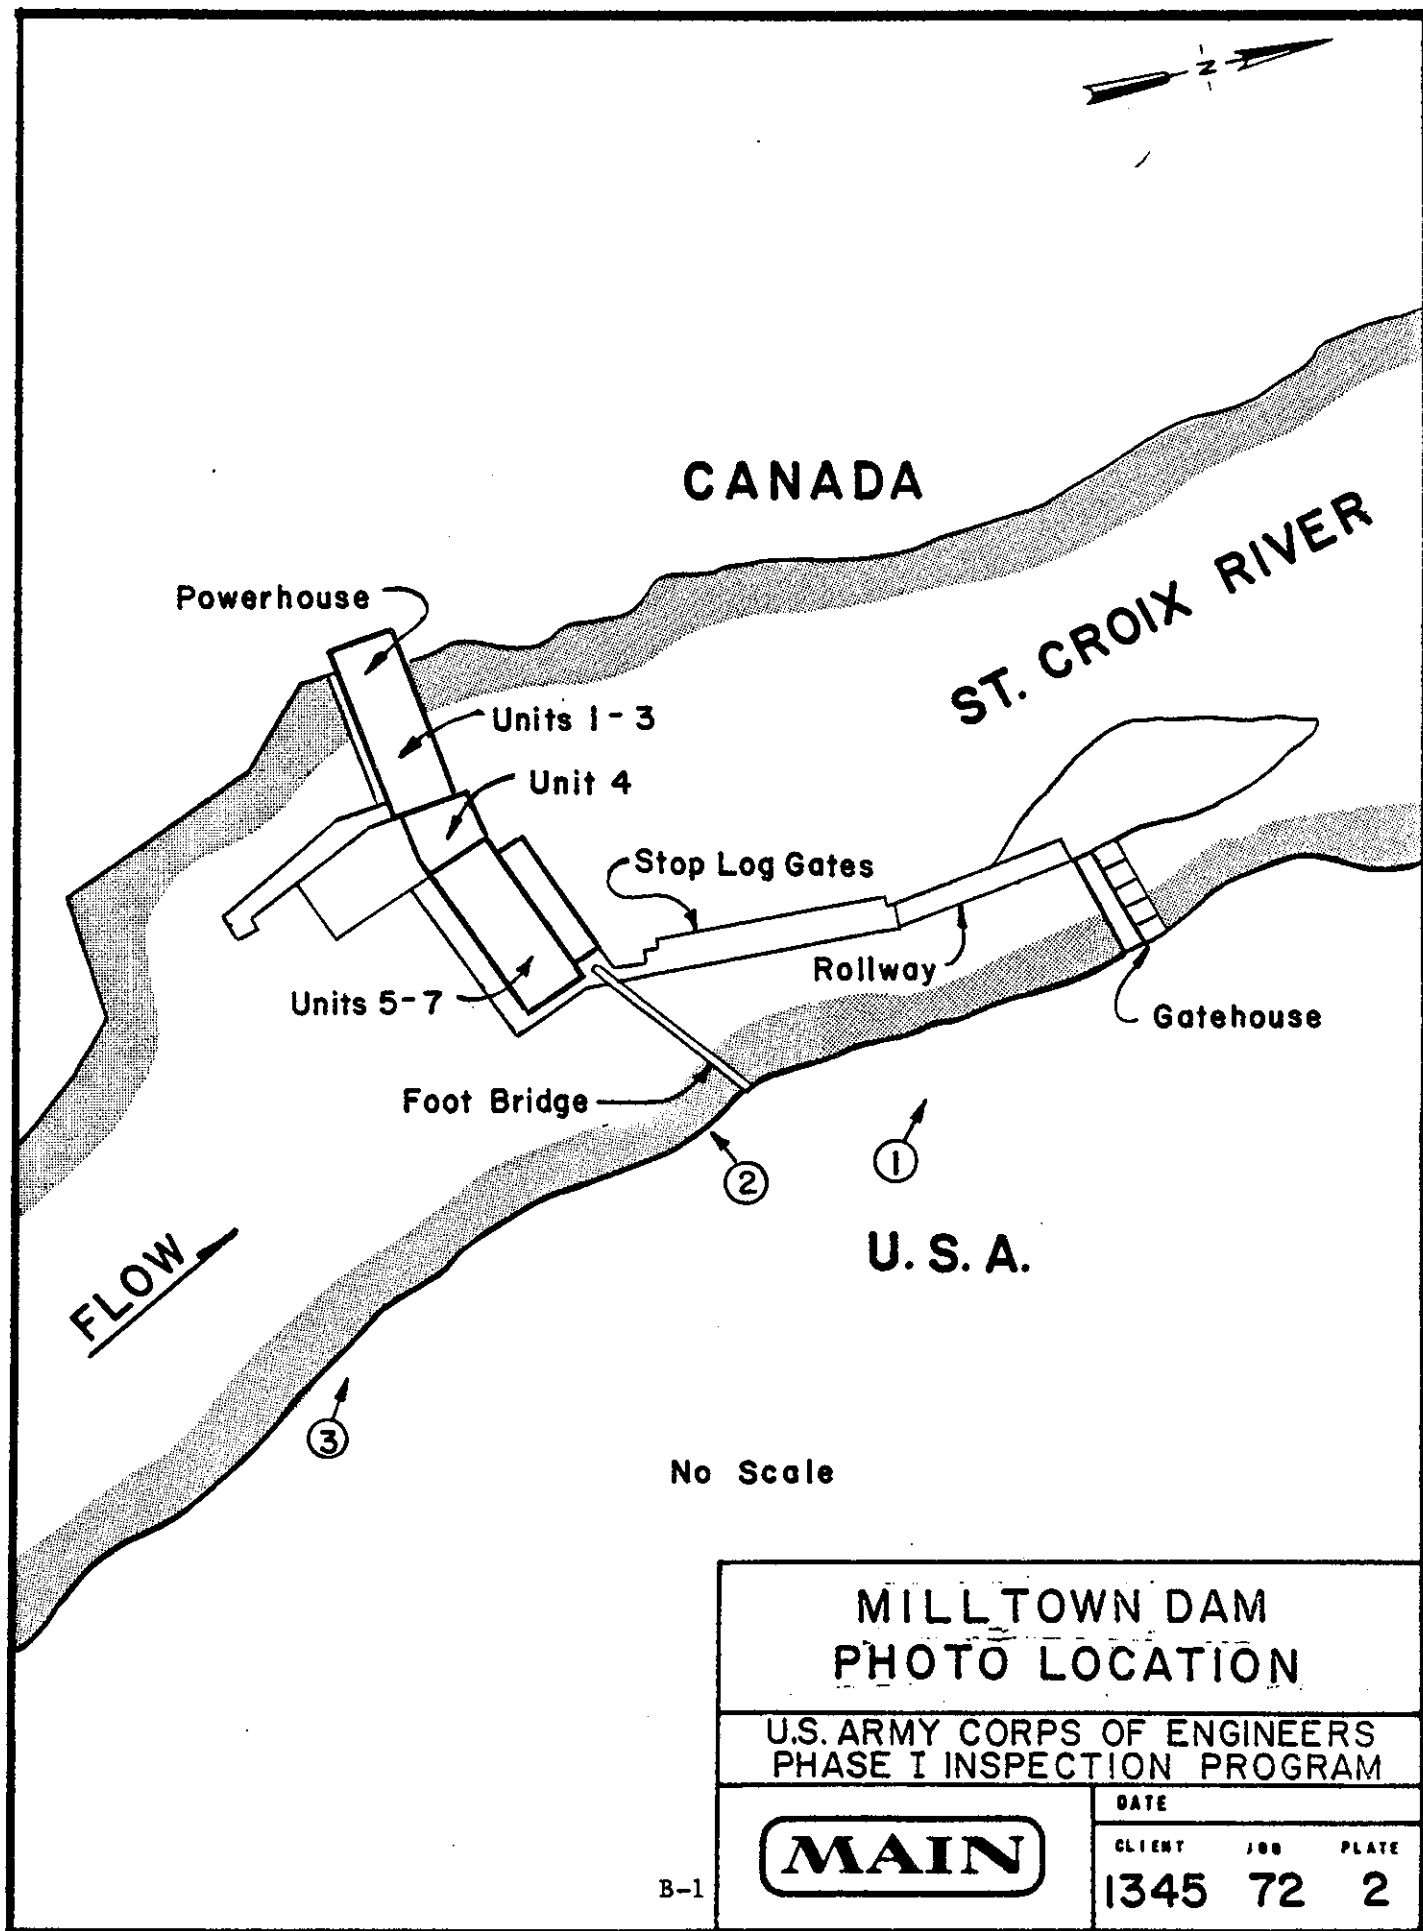 N
CANADA
ST. CROIX RIVER
Powerhouse
Units 1-3
Unit 4
Stop Log Gates
Rollway
Units 5-7
Gatehouse
Foot Bridge
1
2
U.S.A.
FLOW
3
No Scale
MILLTOWN DAM
PHOTO LOCATION
U.S. ARMY CORPS OF ENGINEERS
PHASE I INSPECTION PROGRAM
MAIN
DATE
CLIENT JOB PLATE
1345 72 2
B-1